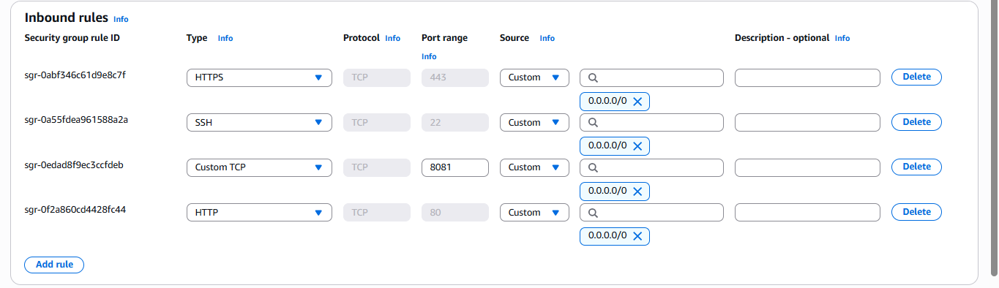 Inbound rules Info
Security group rule ID Type Info Protocol Info Port range Info Source Info Description - optional Info
sgr-0abf346c61d9e8c7f HTTPS TCP 443 Custom Delete
0.0.0.0/0
sgr-0a55fdea961588a2a SSH TCP 22 Custom Delete
0.0.0.0/0
sgr-0edad8f9ec3ccfdeb Custom TCP TCP 8081 Custom Delete
0.0.0.0/0
sgr-0f2a860cd4428fc44 HTTP TCP 80 Custom Delete
0.0.0.0/0
Add rule